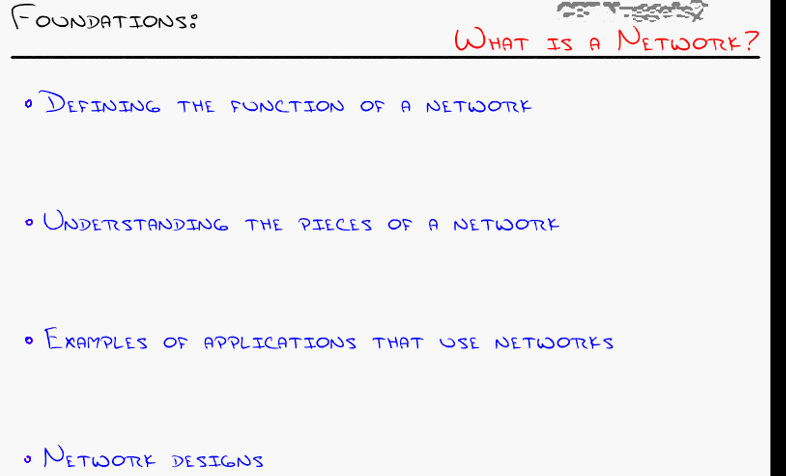 Foundations:
What is a Network?
Defining the function of a network
Understanding the pieces of a network
Examples of applications that use networks
Network designs